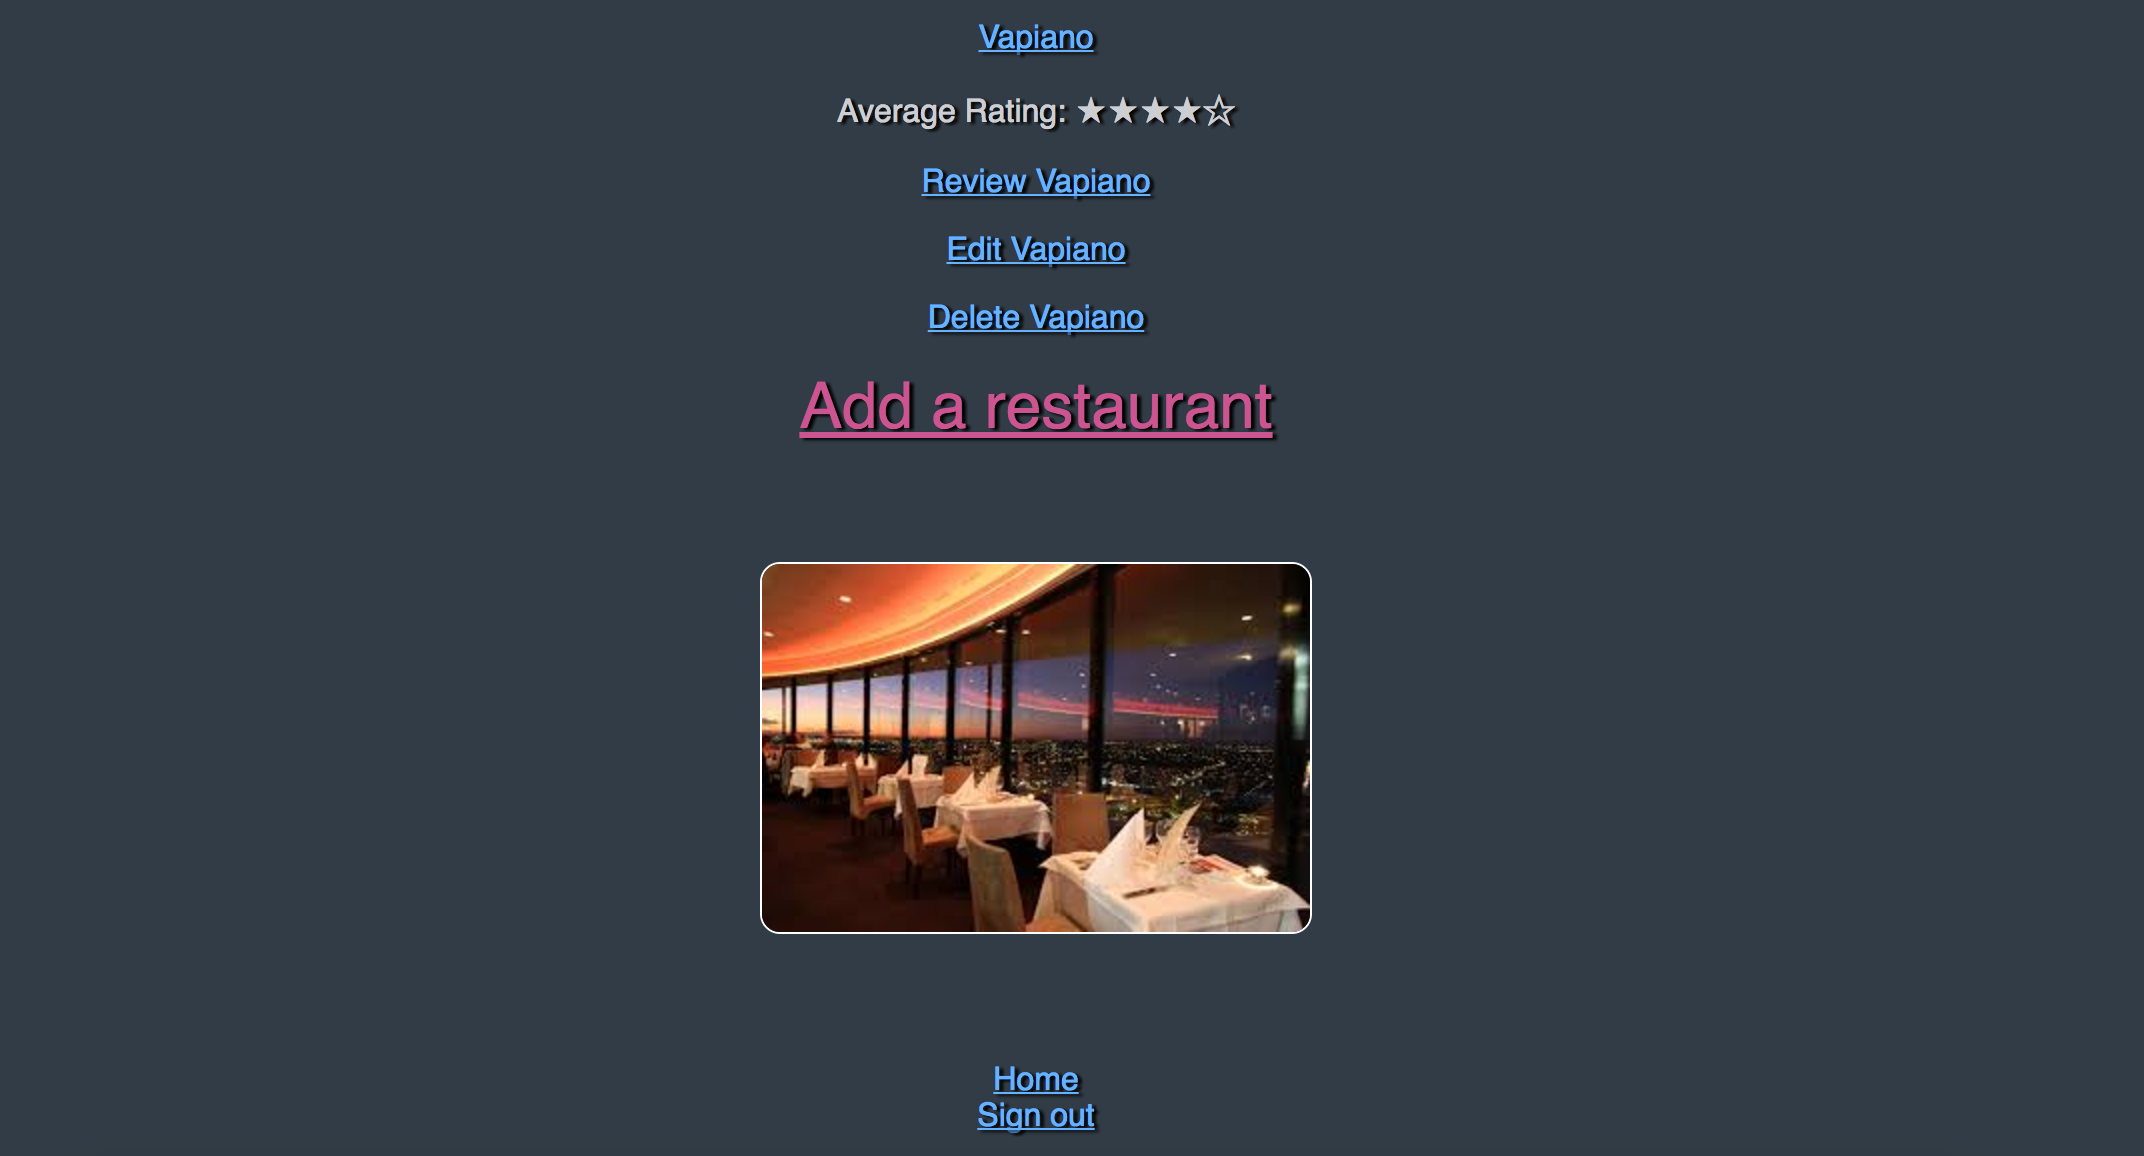 Vapiano
Average Rating: ★★★★☆
Review Vapiano
Edit Vapiano
Delete Vapiano
Add a restaurant
Home
Sign out